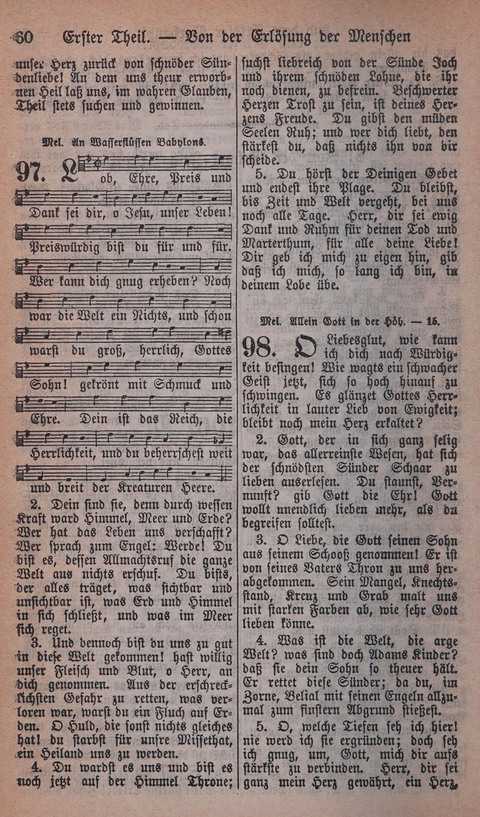 60 Erster Theil. — Von der Erlösung der Menschen
unser Herz zurück von schnöder Sün-
denliebe! An dem uns theur erworb-
nen Heil laß uns, im wahren Glauben,
Theil stets suchen und gewinnen.
Mel. An Wasserflüssen Babylons.
97. Lob, Ehre, Preis und
Dank sei dir, o Jesu, unser Leben!
Preiswürdig bist du für und für.
Wer kann dich gnug erheben? Noch
war die Welt ein Nichts, und schon
warst du groß, herrlich, Gottes
Sohn! gekrönt mit Schmuck und
Ehre. Dein ist das Reich, die
Herrlichkeit, und du beherrschest weit
und breit der Kreaturen Heere.
2. Dein sind sie, denn durch wessen
Kraft ward Himmel, Meer und Erde?
Wer hat das Leben uns verschafft?
Wer sprach zum Engel: Werde! Du
bist es, dessen Allmachtsruf die ganze
Welt aus nichts erschuf. Du bists,
der alles träget, was sichtbar und
unsichtbar ist, was Erd und Himmel
in sich schließt, und was im Meer
sich reget.
3. Und dennoch bist du uns zu gut
in diese Welt gekommen! hast willig
unser Fleisch und Blut, o Herr, an
dich genommen. Aus der erschreck-
lichsten Gefahr zu retten, was ver-
loren war, warst du ein Fluch auf Er-
den. O Huld, die sonst nichts gleiches
hat! du starbst für unsre Missethat,
ein Heiland uns zu werden.
4. Du wardst es uns und bist es
noch jetzt auf der Himmel Throne;
suchst liebreich von der Sünde Joch
und ihrem schnöden Lohne, die ihr
noch dienen, zu befrein. Beschwerter
Herzen Trost zu sein, ist deines Her-
zens Freude. Du gibst den müden
Seelen Ruh; und wer dich liebt, den
stärkest du, daß nichts ihn von dir
scheide.
5. Du hörst der Deinigen Gebet
und endest ihre Plage. Du bleibst,
bis Zeit und Welt vergeht, bei uns
noch alle Tage. Herr, dir sei ewig
Dank und Ruhm für deinen Tod und
Marterthum, für alle deine Liebe!
Dir geb ich mich zu eigen hin, gib
daß ich mich, so lang ich bin, in
deinem Lobe übe.
Mel. Allein Gott in der Höh. — 15.
98. O Liebesglut, wie kann
ich dich nach Würdig-
keit besingen! Wie wagts ein schwacher
Geist jetzt, sich so hoch hinauf zu
schwingen. Es glänzet Gottes Herr-
lichkeit in lauter Lieb von Ewigkeit;
bleibt noch mein Herz erkaltet?
2. Gott, der in sich ganz selig
war, das allerreinste Wesen, hat sich
der schnödsten Sünder Schaar zu
lieben auserlesen. Du staunst, Ver-
nunft? gib Gott die Ehr! Gott
wollt unendlich lieben mehr, als du
begreifen solltest.
3. O Liebe, die Gott seinen Sohn
aus seinem Schooß genommen! Er ist
von seines Vaters Thron zu uns her-
abgekommen. Sein Mangel, Knechts-
stand, Kreuz und Grab malt uns
mit starken Farben ab, wie sehr Gott
lieben könne.
4. Was ist die Welt, die arge
Welt? was sind doch Adams Kinder?
daß sie dein Sohn so theuer hält.
Er rettet diese Sünder; da du, im
Zorne, Belial mit seinen Engeln allzu-
mal zum finstern Abgrund stießest.
5. O, welche Tiefen seh ich hier!
nie werd ich sie ergründen; doch seh
ich gnug, um, Gott, mich dir aufs
stärkste zu verbinden. Herr, dir sei
ganz mein Herz gewährt, ein Herz,